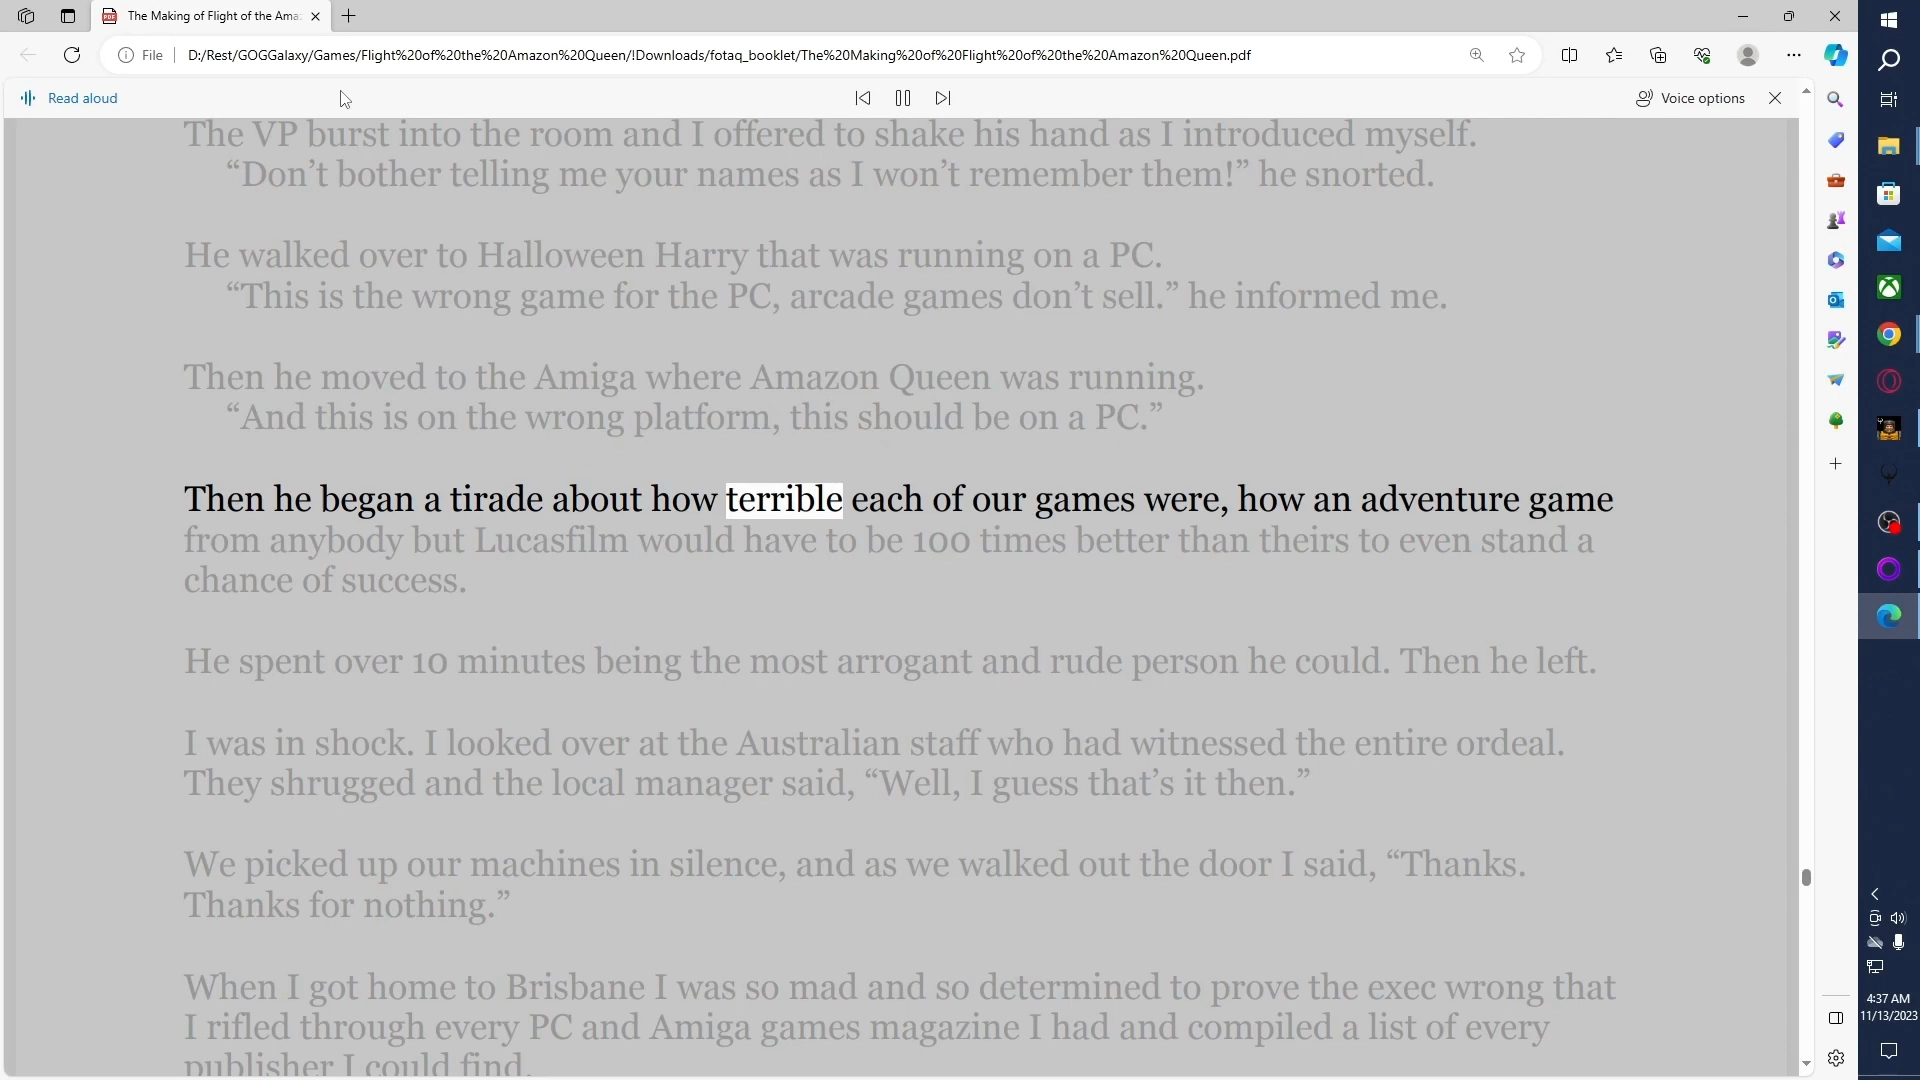 The Making of Flight of the Ama
File
D:/Rest/GOGGalaxy/Games/Flight%20of%20the%20Amazon%20Queen/!Downloads/fotaq_booklet/The%20Making%20of%20Flight%20of%20the%20Amazon%20Queen.pdf
Read aloud
Voice options
The VP burst into the room and I offered to shake his hand as I introduced myself.
“Don’t bother telling me your names as I won’t remember them!” he snorted.
He walked over to Halloween Harry that was running on a PC.
“This is the wrong game for the PC, arcade games don’t sell.” he informed me.
Then he moved to the Amiga where Amazon Queen was running.
“And this is on the wrong platform, this should be on a PC.”
Then he began a tirade about how terrible each of our games were, how an adventure game
from anybody but Lucasfilm would have to be 100 times better than theirs to even stand a
chance of success.
He spent over 10 minutes being the most arrogant and rude person he could. Then he left.
I was in shock. I looked over at the Australian staff who had witnessed the entire ordeal.
They shrugged and the local manager said, “Well, I guess that’s it then.”
We picked up our machines in silence, and as we walked out the door I said, “Thanks.
Thanks for nothing.”
When I got home to Brisbane I was so mad and so determined to prove the exec wrong that
I rifled through every PC and Amiga games magazine I had and compiled a list of every
publisher I could find.
4:37 AM
11/13/2023